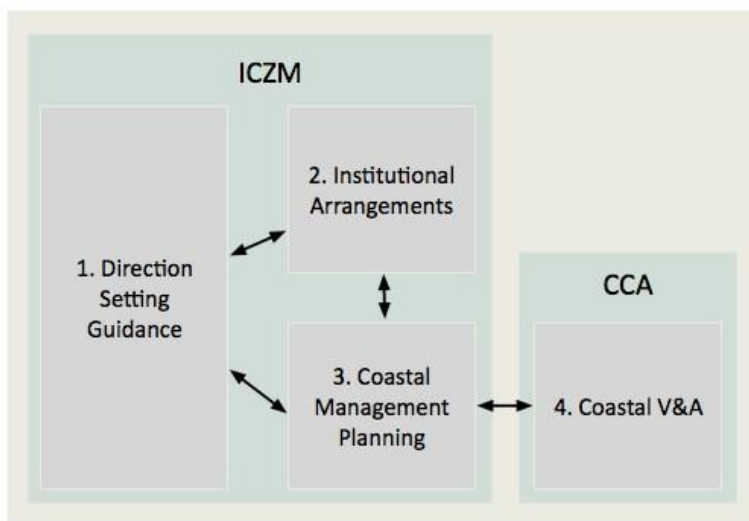 ICZM
1. Direction
Setting
Guidance
2. Institutional
Arrangements
3. Coastal
Management
Planning
CCA
4. Coastal V&A